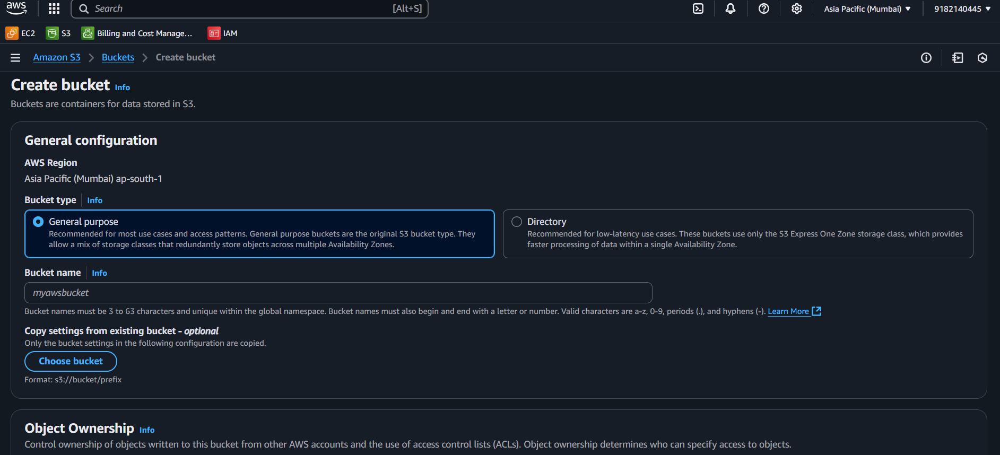 aws
Search [Alt+S]
Asia Pacific (Mumbai) ▼
9182140445 ▼
EC2 S3 Billing and Cost Manage... IAM
Amazon S3 > Buckets > Create bucket
Create bucket Info
Buckets are containers for data stored in S3.
General configuration
AWS Region
Asia Pacific (Mumbai) ap-south-1
Bucket type Info
General purpose
Recommended for most use cases and access patterns. General purpose buckets are the original S3 bucket type. They
allow a mix of storage classes that redundantly store objects across multiple Availability Zones.
Directory
Recommended for low-latency use cases. These buckets use only the S3 Express One Zone storage class, which provides
faster processing of data within a single Availability Zone.
Bucket name Info
myawsbucket
Bucket names must be 3 to 63 characters and unique within the global namespace. Bucket names must also begin and end with a letter or number. Valid characters are a-z, 0-9, periods (.), and hyphens (-). Learn More
Copy settings from existing bucket - optional
Only the bucket settings in the following configuration are copied.
Choose bucket
Format: s3://bucket/prefix
Object Ownership Info
Control ownership of objects written to this bucket from other AWS accounts and the use of access control lists (ACLs). Object ownership determines who can specify access to objects.